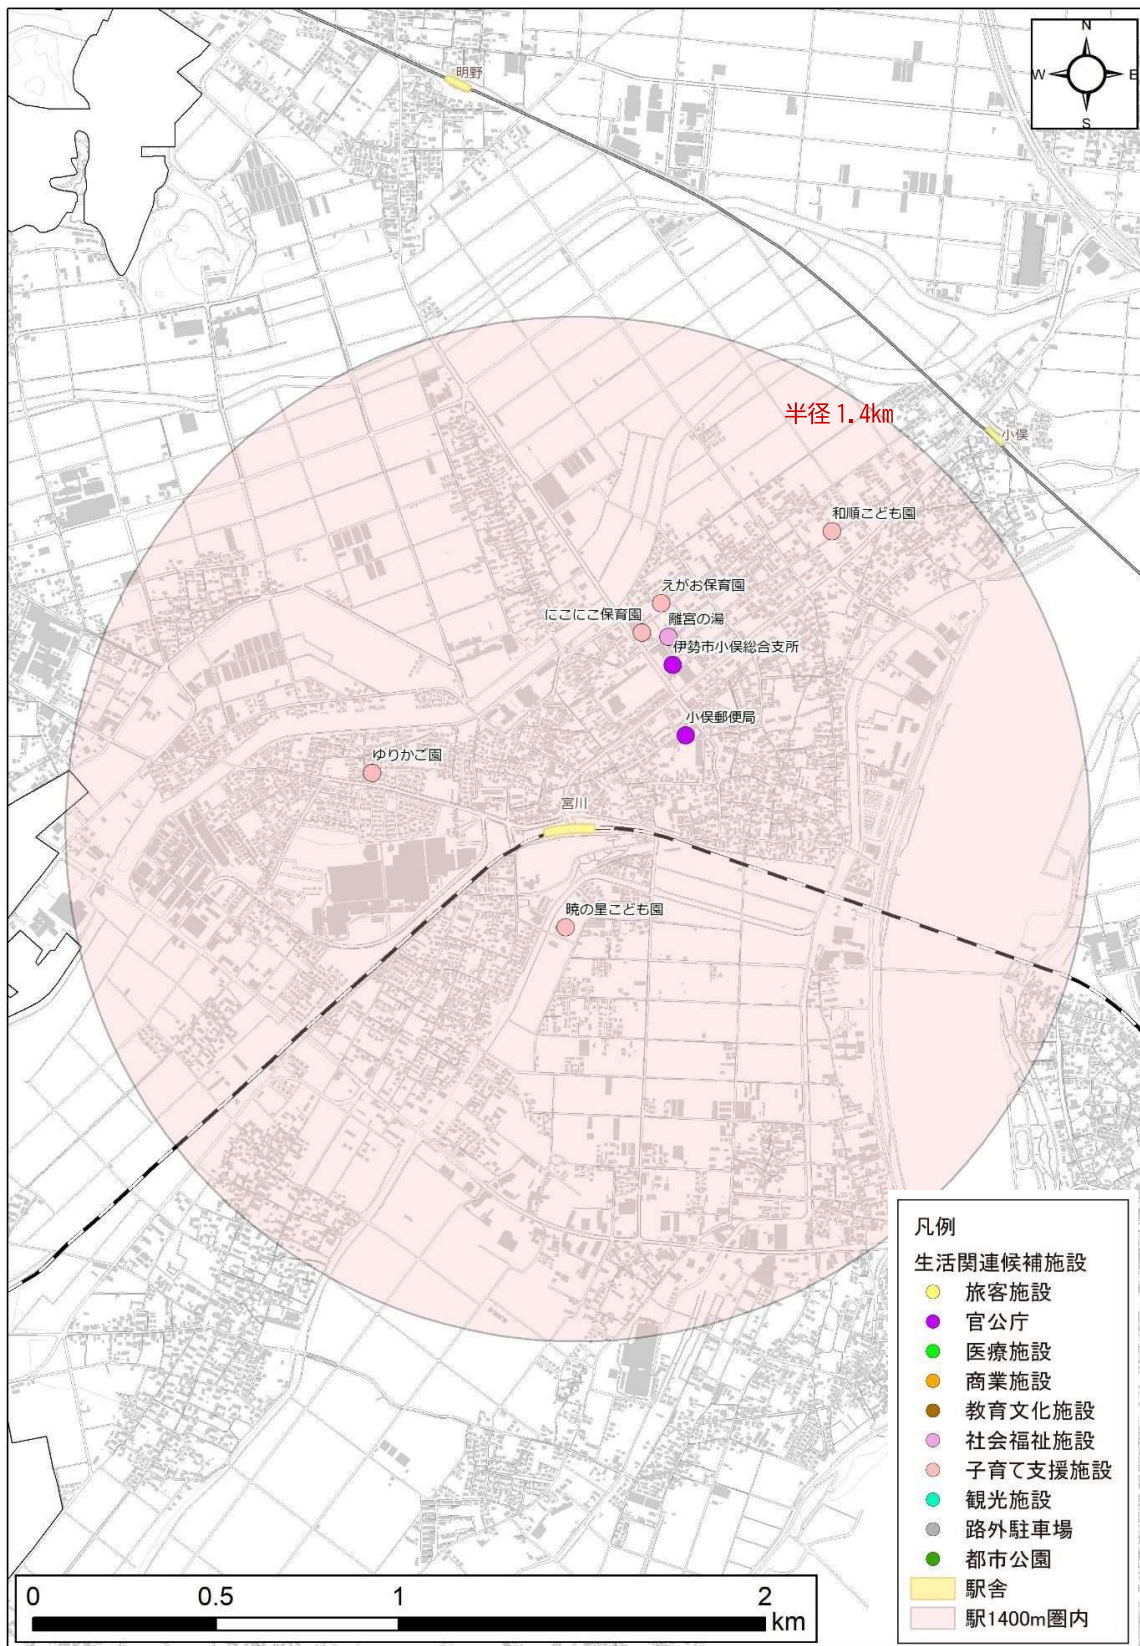 N
W
E
S
明野
半径1.4km
小俣
和順こども園
えがお保育園
にこにこ保育園
離宮の湯
伊勢市小俣総合支所
小俣郵便局
ゆりかご園
宮川
暁の星こども園
凡例
生活関連候補施設
旅客施設
官公庁
医療施設
商業施設
教育文化施設
社会福祉施設
子育て支援施設
観光施設
路外駐車場
都市公園
駅舎
駅1400m圏内
0 0.5 1 2
km